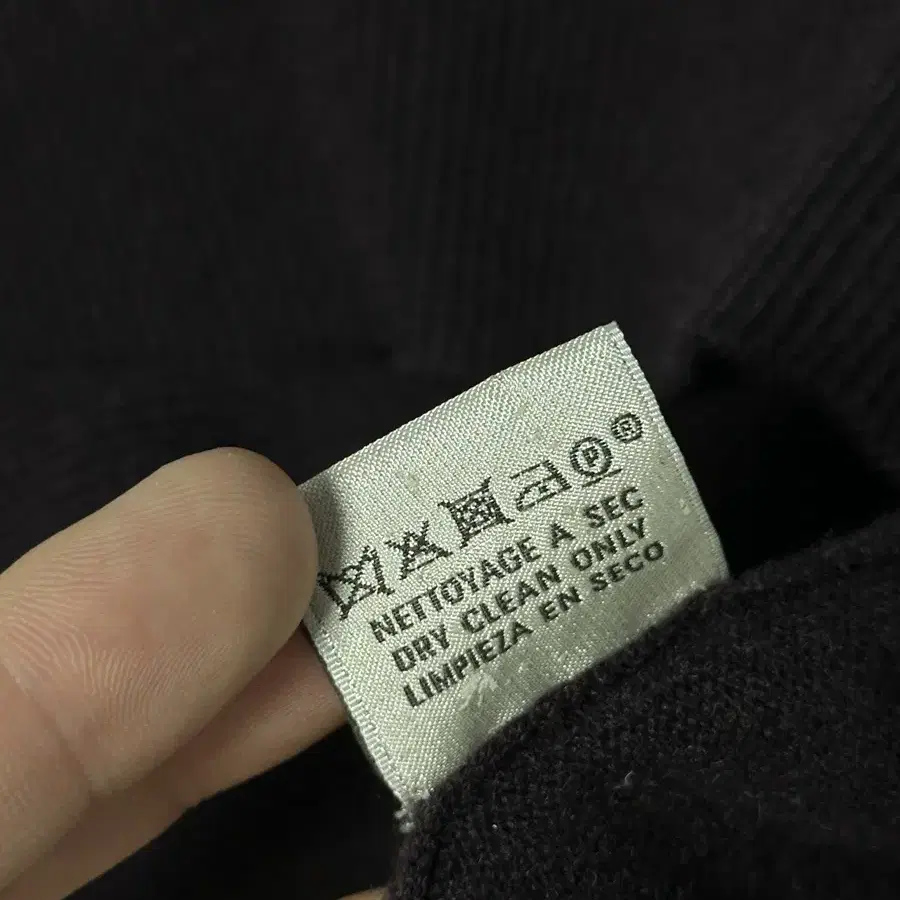 P ®
NETTOYAGE A SEC
DRY CLEAN ONLY
LIMPIEZA EN SECO